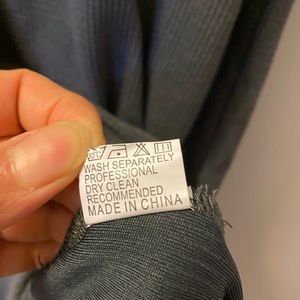 WASH SEPARATELY
PROFESSIONAL
DRY CLEAN
RECOMMENDED
MADE IN CHINA